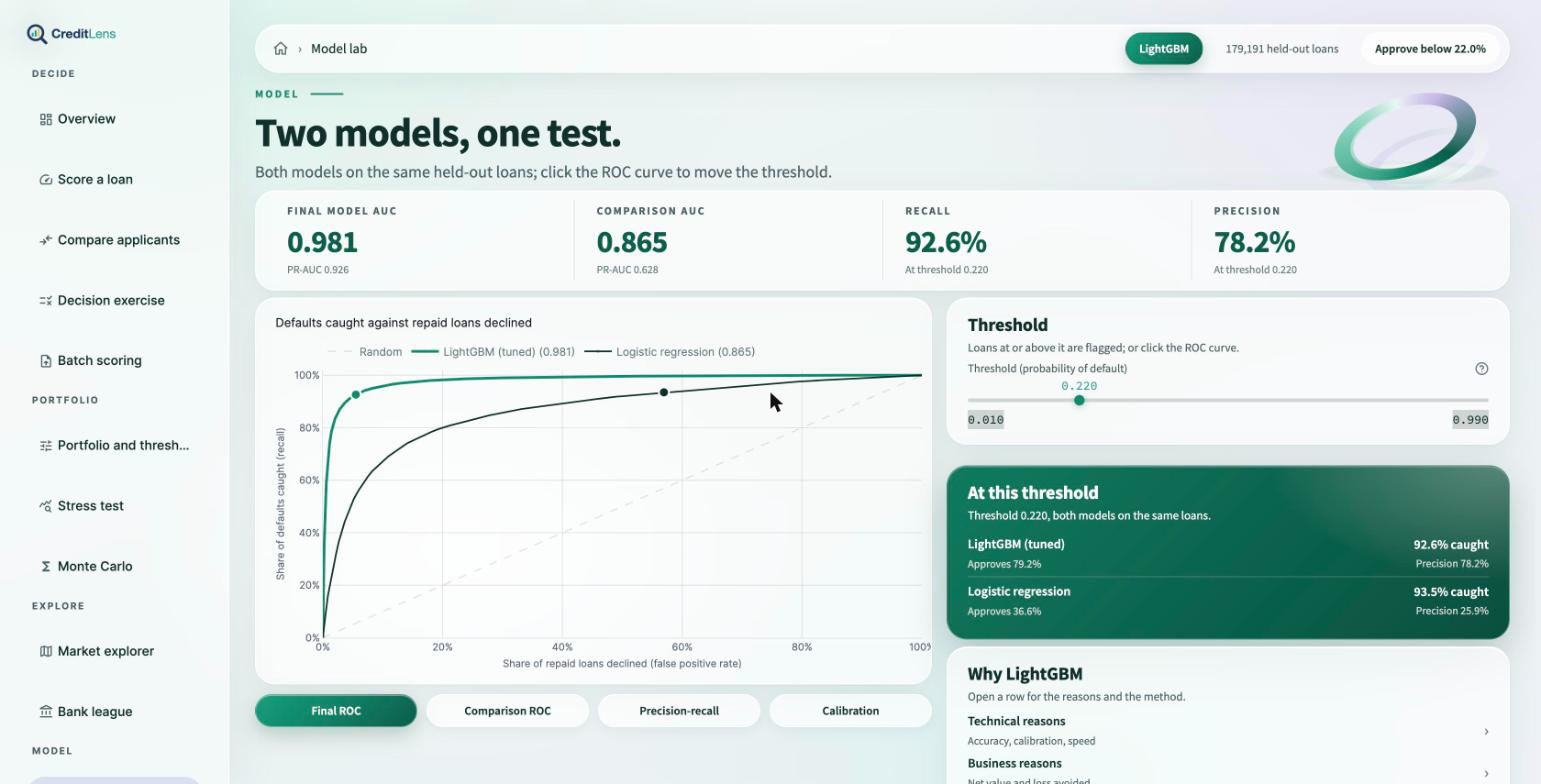 CreditLens
DECIDE
Overview
Score a loan
Compare applicants
Decision exercise
Batch scoring
PORTFOLIO
Portfolio and thresh...
Stress test
Monte Carlo
EXPLORE
Market explorer
Bank league
MODEL
› Model lab
LightGBM
179,191 held-out loans
Approve below 22.0%
MODEL
Two models, one test.
Both models on the same held-out loans; click the ROC curve to move the threshold.
FINAL MODEL AUC
0.981
PR-AUC 0.926
COMPARISON AUC
0.865
PR-AUC 0.628
RECALL
92.6%
At threshold 0.220
PRECISION
78.2%
At threshold 0.220
Defaults caught against repaid loans declined
Random
LightGBM (tuned) (0.981)
Logistic regression (0.865)
Share of defaults caught (recall)
100%
80%
60%
40%
20%
0%
0%
20%
40%
60%
80%
100%
Share of repaid loans declined (false positive rate)
Final ROC
Comparison ROC
Precision-recall
Calibration
Threshold
Loans at or above it are flagged; or click the ROC curve.
Threshold (probability of default)
0.220
0.010
0.990
At this threshold
Threshold 0.220, both models on the same loans.
LightGBM (tuned)
92.6% caught
Approves 79.2%
Precision 78.2%
Logistic regression
93.5% caught
Approves 36.6%
Precision 25.9%
Why LightGBM
Open a row for the reasons and the method.
Technical reasons
Accuracy, calibration, speed
›
Business reasons
Net value and loss avoided
›